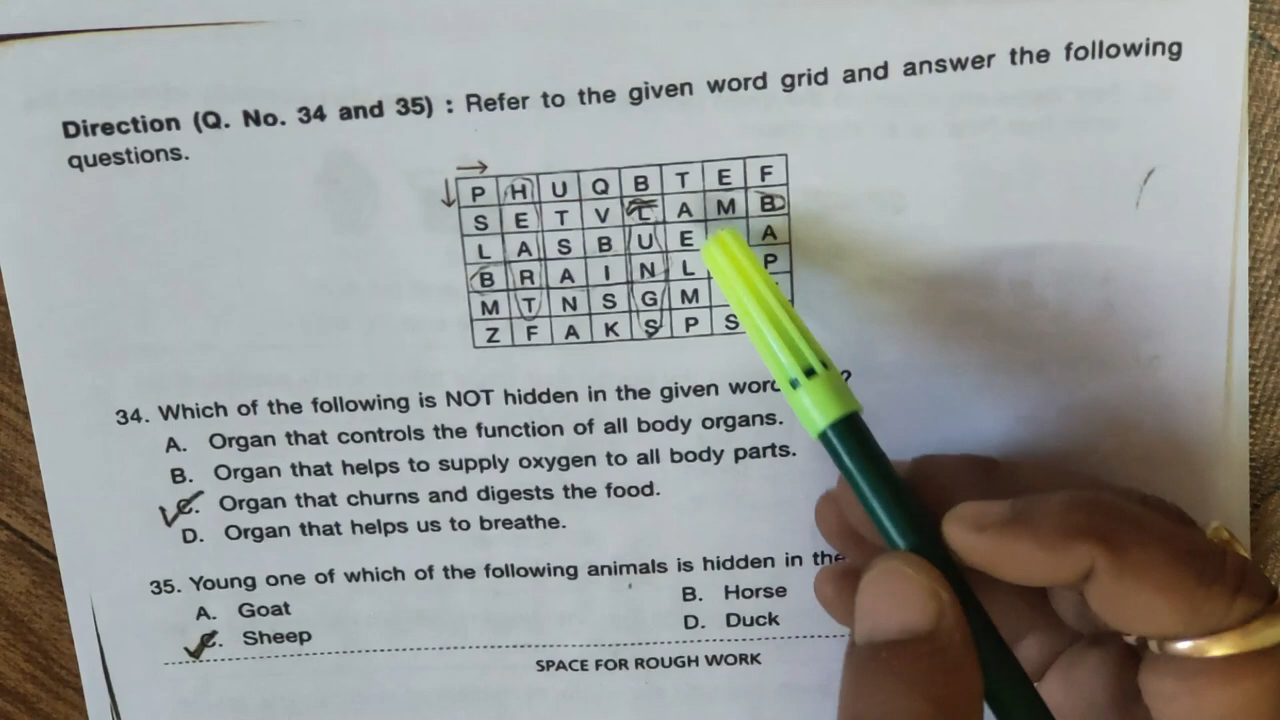 Direction (Q. No. 34 and 35) : Refer to the given word grid and answer the following
questions.
P H U Q B T E F
S E T V L A M B
L A S B U E A
B R A I N L P
M T N S G M
Z F A K S P S
34. Which of the following is NOT hidden in the given word ?
A. Organ that controls the function of all body organs.
B. Organ that helps to supply oxygen to all body parts.
C. Organ that churns and digests the food.
D. Organ that helps us to breathe.
35. Young one of which of the following animals is hidden in the
A. Goat B. Horse
C. Sheep D. Duck
SPACE FOR ROUGH WORK